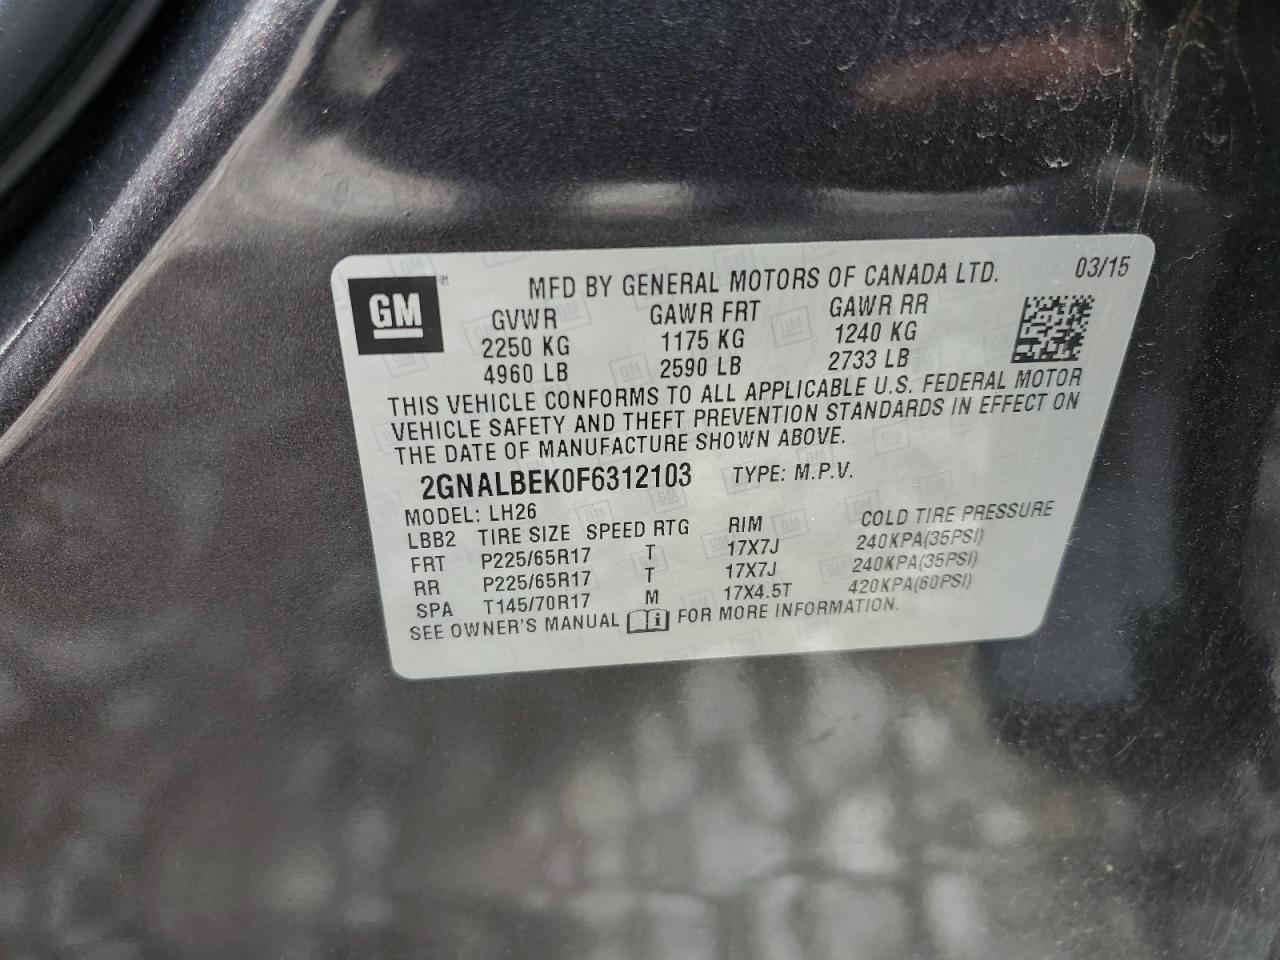 GM ®
MFD BY GENERAL MOTORS OF CANADA LTD. 03/15
GVWR GAWR FRT GAWR RR
2250 KG 1175 KG 1240 KG
4960 LB 2590 LB 2733 LB
THIS VEHICLE CONFORMS TO ALL APPLICABLE U.S. FEDERAL MOTOR
VEHICLE SAFETY AND THEFT PREVENTION STANDARDS IN EFFECT ON
THE DATE OF MANUFACTURE SHOWN ABOVE.
2GNALBEK0F6312103 TYPE: M.P.V.
MODEL: LH26
LBB2 TIRE SIZE SPEED RTG RIM COLD TIRE PRESSURE
FRT P225/65R17 T 17X7J 240KPA(35PSI)
RR P225/65R17 T 17X7J 240KPA(35PSI)
SPA T145/70R17 M 17X4.5T 420KPA(60PSI)
SEE OWNER'S MANUAL i FOR MORE INFORMATION.